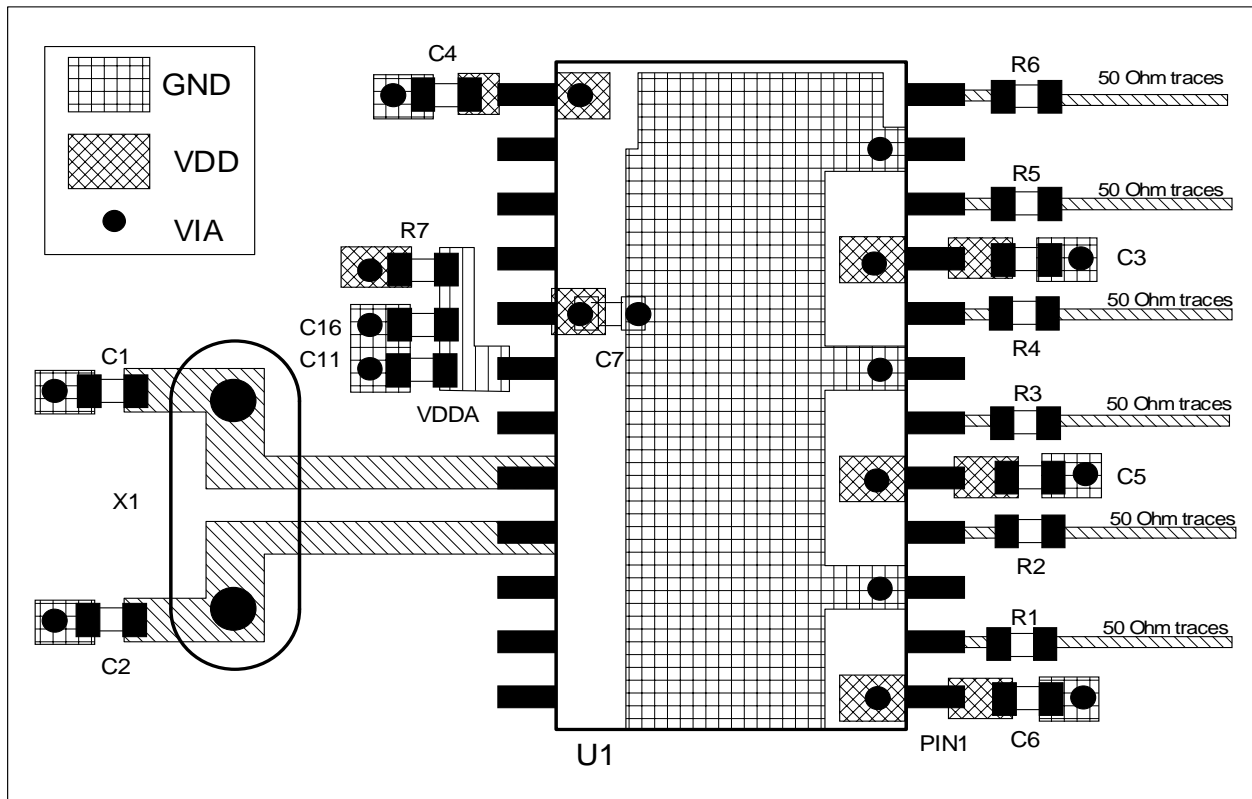 GND
VDD
VIA
C4
R6
50 Ohm traces
R5
50 Ohm traces
R7
C3
C16
50 Ohm traces
R4
C1
C11
C7
VDDA
R3
50 Ohm traces
X1
C5
50 Ohm traces
R2
C2
R1
50 Ohm traces
PIN1
C6
U1